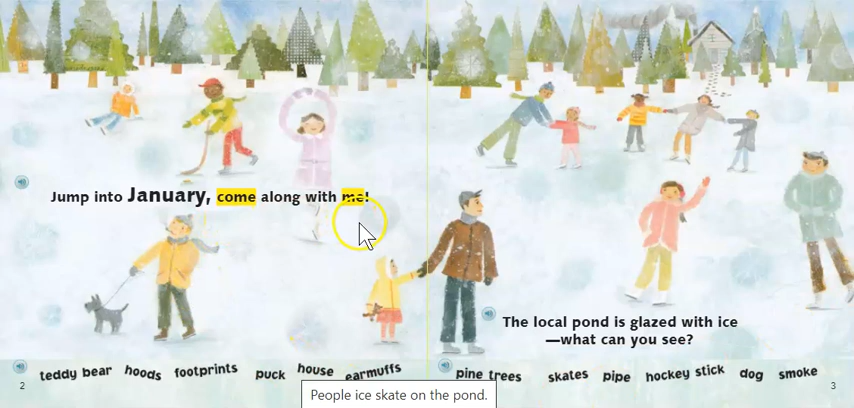 Jump into January, come along with me!
The local pond is glazed with ice
—what can you see?
teddy bear hoods footprints puck house earmuffs
pine trees skates pipe hockey stick dog smoke
2
People ice skate on the pond.
3